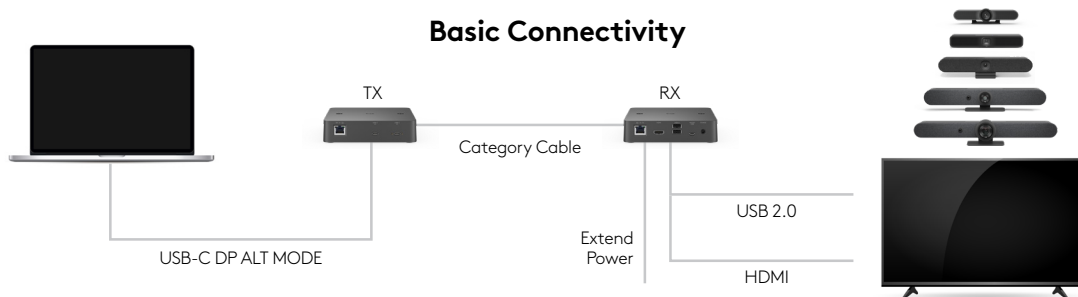 Basic Connectivity
TX
RX
Category Cable
USB 2.0
Extend
Power
USB-C DP ALT MODE
HDMI